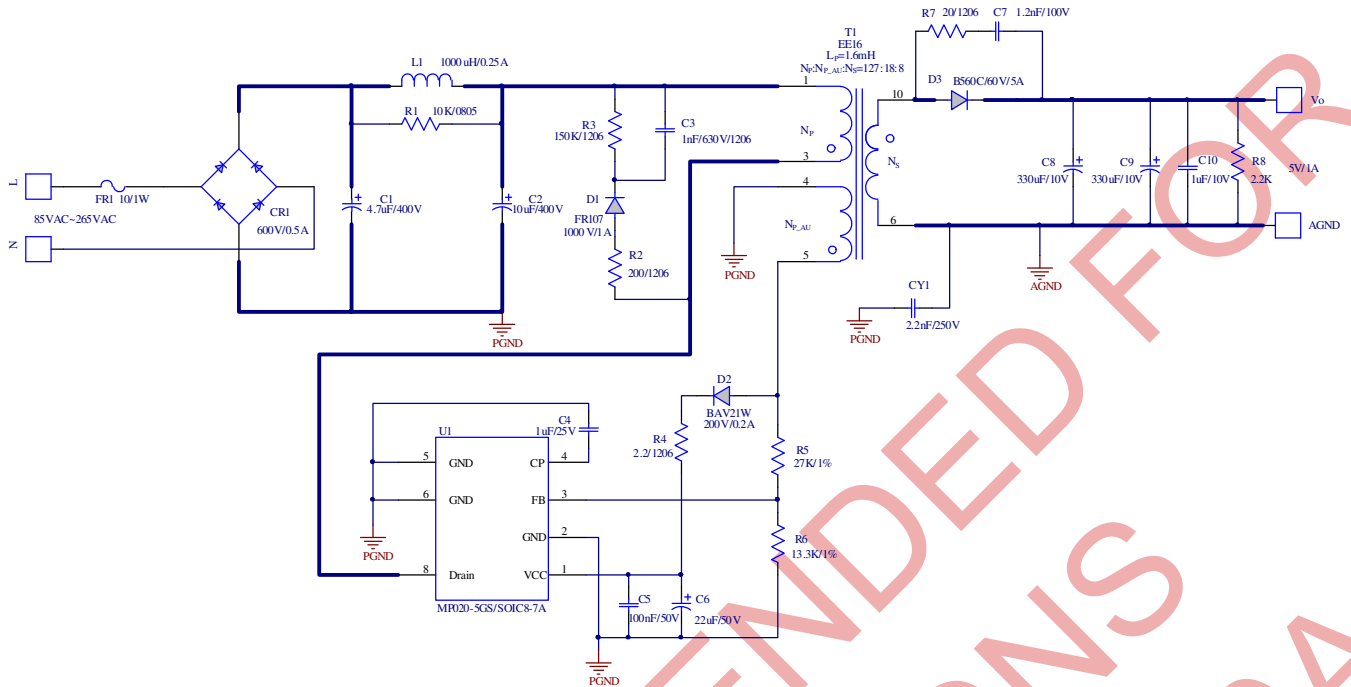 R7 20/1206
C7 1.2nF/100V
T1
EE16
LP=1.6mH
NP:NP_AU:NS=127:18:8
L1 1000uH/0.25A
R1 10K/0805
R3
150K/1206
C3
1nF/630V/1206
1
NP
3
4
NP_AU
5
10
NS
6
D3 B560C/60V/5A
Vo
C8
330uF/10V
C9
330uF/10V
C10
1uF/10V
R8
2.2K
5V/1A
AGND
L
FR1 10/1W
85VAC~265VAC
N
CR1
600V/0.5A
C1
4.7uF/400V
C2
10uF/400V
D1
FR107
1000V/1A
R2
200/1206
PGND
PGND
AGND
CY1
2.2nF/250V
PGND
D2
BAV21W
200V/0.2A
C4
1uF/25V
R4
2.2/1206
R5
27K/1%
U1
5 GND
CP 4
6 GND
FB 3
GND 2
8 Drain
VCC 1
MP020-5GS/SOIC8-7A
PGND
R6
13.3K/1%
C5
100nF/50V
C6
22uF/50V
PGND
FOR